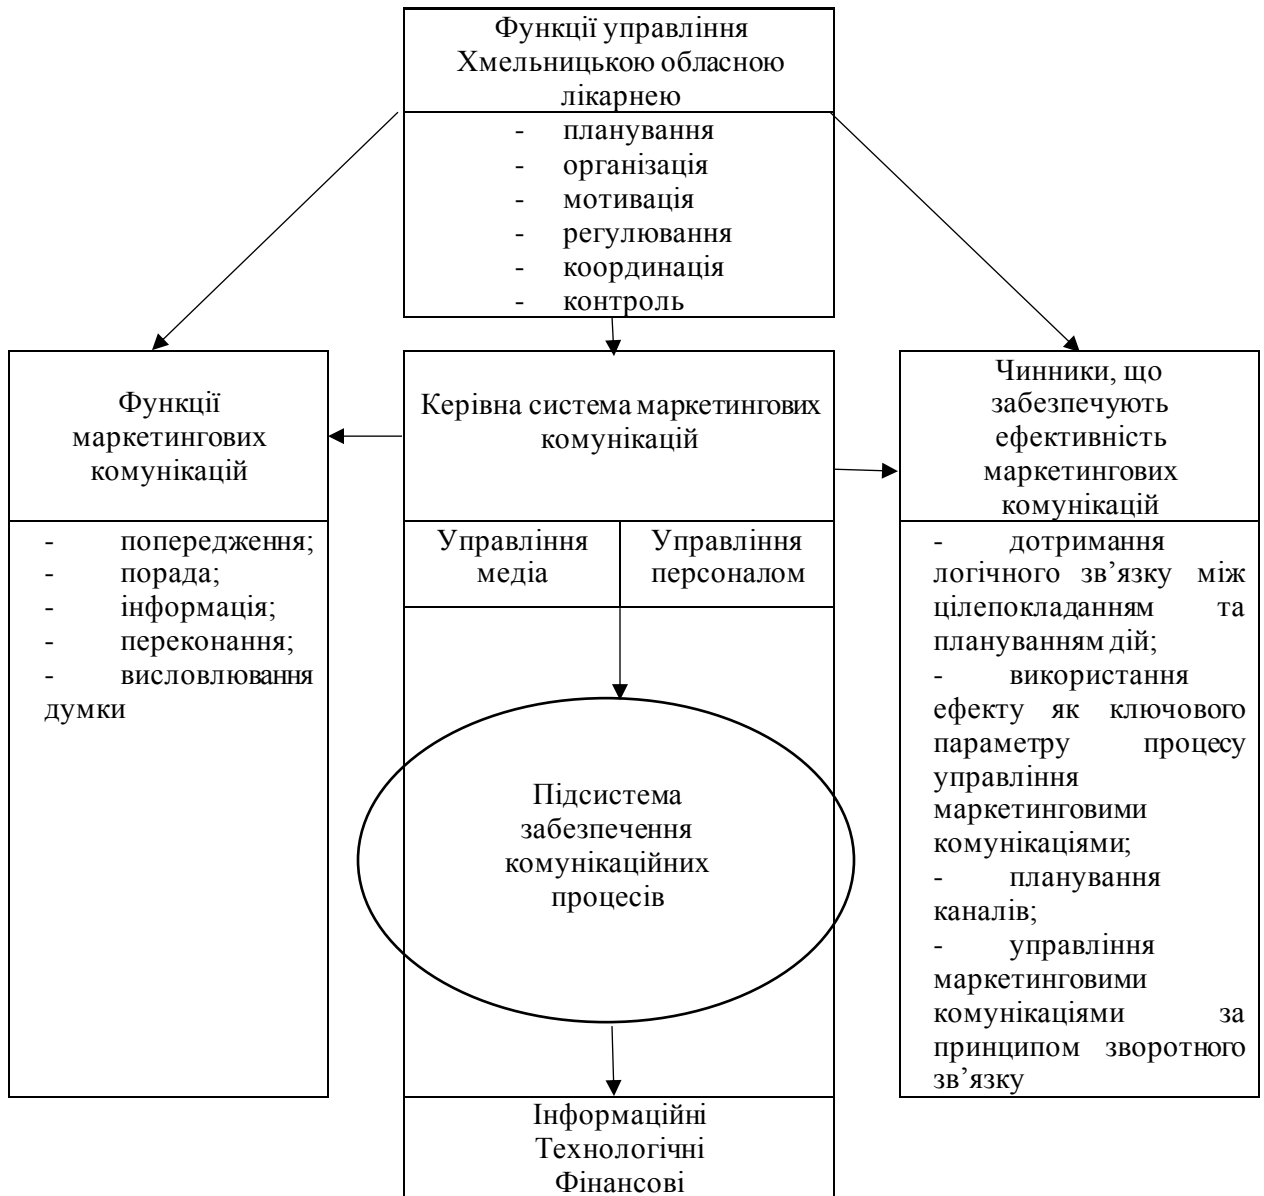 Функції управління
Хмельницькою обласною
лікарнею
- планування
- організація
- мотивація
- регулювання
- координація
- контроль
Функції
маркетингових
комунікацій
- попередження;
- порада;
- інформація;
- переконання;
- висловлювання
думки
Керівна система маркетингових
комунікацій
Управління
медіа
Управління
персоналом
Підсистема
забезпечення
комунікаційних
процесів
Інформаційні
Технологічні
Фінансові
Чинники, що
забезпечують
ефективність
маркетингових
комунікацій
- дотримання
логічного зв’язку між
цілепокладанням та
плануванням дій;
- використання
ефекту як ключового
параметру процесу
управління
маркетинговими
комунікаціями;
- планування
каналів;
- управління
маркетинговими
комунікаціями за
принципом зворотного
зв’язку